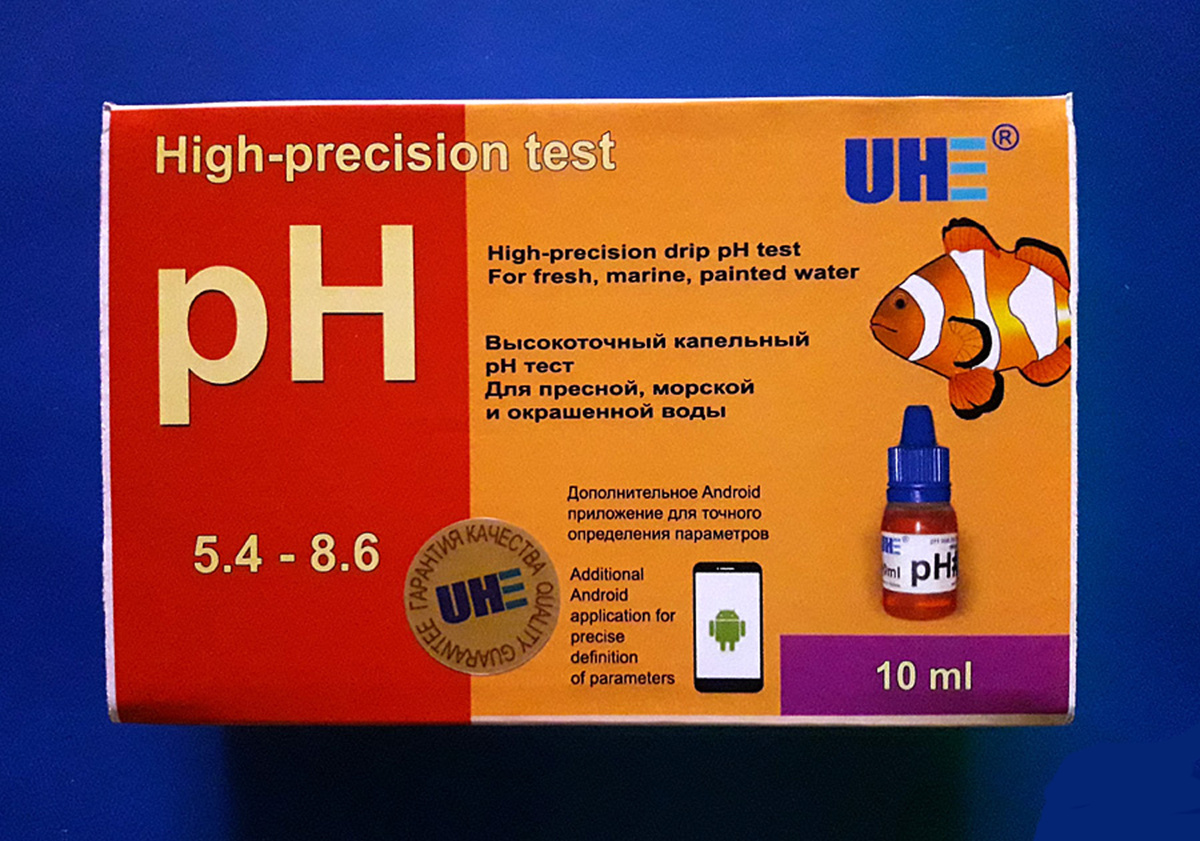 High-precision test
UHE®
pH
High-precision drip pH test
For fresh, marine, painted water
Высокоточный капельный
pH тест
Для пресной, морской
и окрашенной воды
5.4 - 8.6
Дополнительное Android
приложение для точного
определения параметров
Additional
Android
application for
precise
definition
of parameters
ГАРАНТИЯ КАЧЕСТВА
UHE
QUALITY GUARANTEE
UHE
pH
ml
10 ml